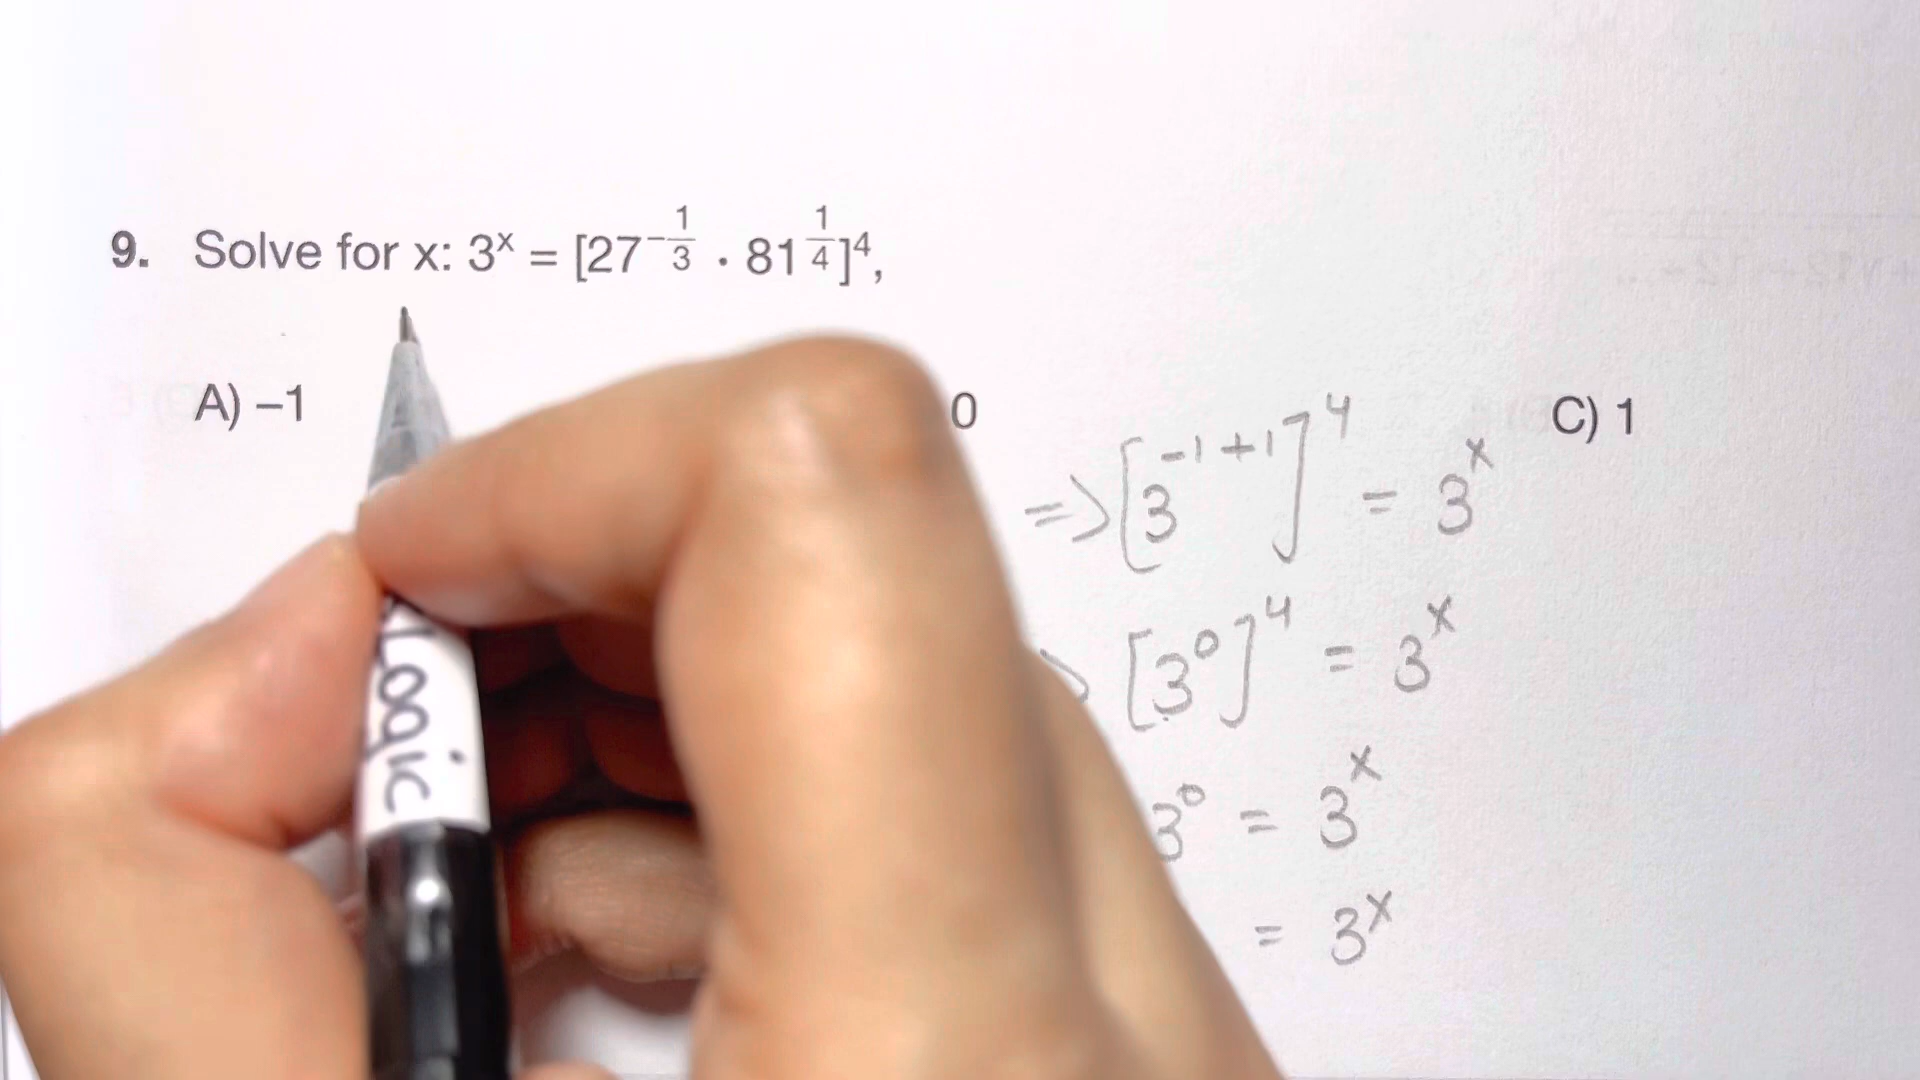 9. Solve for x: 3ˣ = [27^(-1/3) · 81^(1/4)]⁴,
A) –1
0
C) 1
=> [3^(-1+1)]⁴ = 3ˣ
[3⁰]⁴ = 3ˣ
3⁰ = 3ˣ
= 3ˣ
Logic